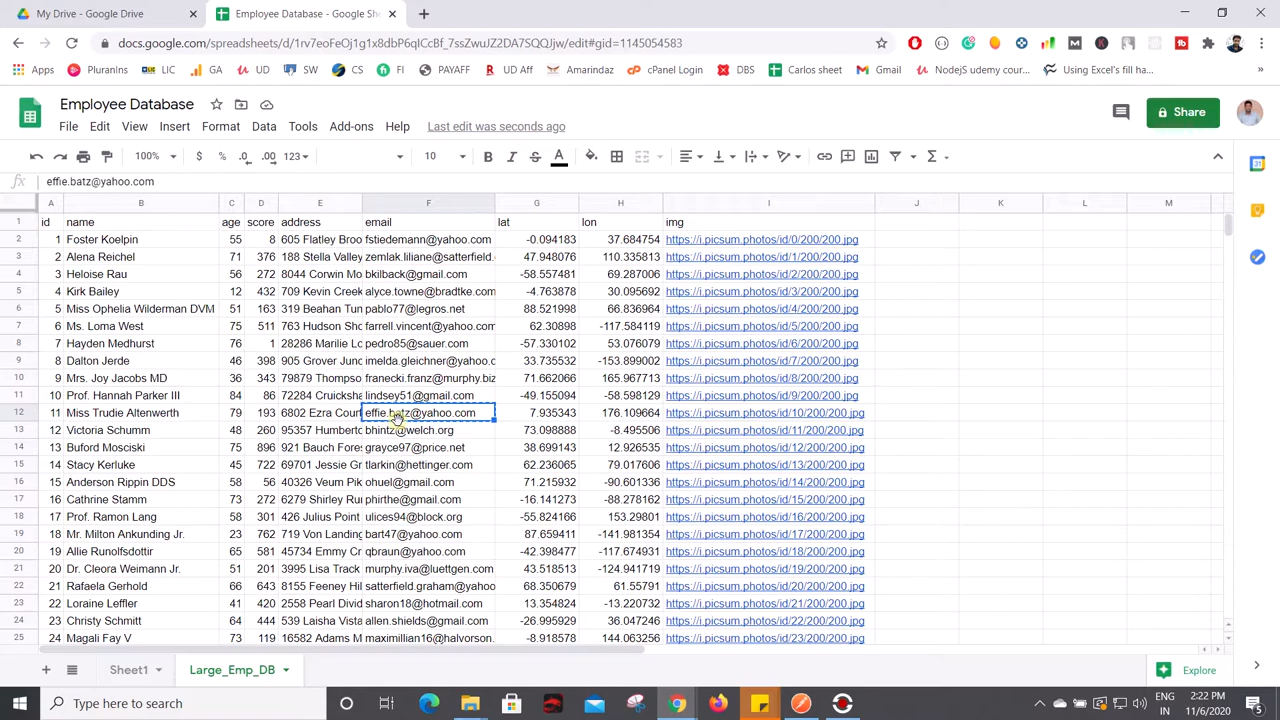 My Drive - Google Drive
Employee Database - Google She
docs.google.com/spreadsheets/d/1rv7eoFeOj1g1x8dbP6qICcBf_7ssZwuJZ2DA7SQQJjw/edit#gid=1145054583
Apps PluranIns LIC GA UD SW CS FI PAYAFF UD Aff Amarindaz cPanel Login DBS Carlos sheet Gmail NodejS udemy cour... Using Excel's fill ha... »
Employee Database
Share
File Edit View Insert Format Data Tools Add-ons Help Last edit was seconds ago
100% $ % .0 .00 123 10 B I S A Σ
fx effie.batz@yahoo.com
A B C D E F G H I J K L M
1 id name age score address email lat lon img
2 1 Foster Koelpin 55 8 605 Flatley Broo fstiedemann@yahoo.com -0.094183 37.684754 https://i.picsum.photos/id/0/200/200.jpg
3 2 Alena Reichel 71 376 188 Stella Valley zemlak.liliane@satterfield. 47.948076 110.335813 https://i.picsum.photos/id/1/200/200.jpg
4 3 Heloise Rau 56 272 8044 Corwin Mo bkilback@gmail.com -58.557481 69.287006 https://i.picsum.photos/id/2/200/200.jpg
5 4 Kirk Bailey 12 432 709 Kevin Creek alyce.towne@bradtke.com -4.763878 30.095692 https://i.picsum.photos/id/3/200/200.jpg
6 5 Miss Ophelia Wilderman DVM 51 163 319 Beahan Tun pablo77@legros.net 88.521598 66.836964 https://i.picsum.photos/id/4/200/200.jpg
7 6 Ms. Loma West 75 511 763 Hudson Sho farrell.vincent@yahoo.com 62.30898 -117.584119 https://i.picsum.photos/id/5/200/200.jpg
8 7 Hayden Medhurst 76 1 28286 Marilie Lo pedro85@sauer.com -57.330102 53.076079 https://i.picsum.photos/id/6/200/200.jpg
9 8 Dalton Jerde 46 398 905 Grover Junc imelda.gleichner@yahoo.c 33.735532 -153.899002 https://i.picsum.photos/id/7/200/200.jpg
10 9 Mrs. Joy Jacobs MD 36 343 79879 Thompso franecki.franz@murphy.biz 71.662066 165.967713 https://i.picsum.photos/id/8/200/200.jpg
11 10 Prof. Hannah Parker III 84 86 72284 Cruicksha lindsey51@gmail.com -49.155094 -58.598129 https://i.picsum.photos/id/9/200/200.jpg
12 11 Miss Trudie Altenwerth 79 193 6802 Ezra Court effie.batz@yahoo.com 7.935343 176.109664 https://i.picsum.photos/id/10/200/200.jpg
13 12 Victoria Schumm 48 260 95357 Humberto bhintz@welch.org 73.098888 -8.495506 https://i.picsum.photos/id/11/200/200.jpg
14 13 Buford Mosciski 75 896 921 Bauch Fores grayce97@price.net 38.699143 12.926535 https://i.picsum.photos/id/12/200/200.jpg
15 14 Stacy Kerluke 45 722 69701 Jessie Gr tlarkin@hettinger.com 62.236065 79.017606 https://i.picsum.photos/id/13/200/200.jpg
16 15 Anderson Rippin DDS 58 56 40326 Veum Pik ohuel@gmail.com 71.215932 -90.601336 https://i.picsum.photos/id/14/200/200.jpg
17 16 Cathrine Stamm 73 272 6279 Shirley Ru phirthe@gmail.com -16.141273 -88.278162 https://i.picsum.photos/id/15/200/200.jpg
18 17 Prof. Ramon Lang 58 301 426 Julius Point ulices94@block.org -55.824166 153.29801 https://i.picsum.photos/id/16/200/200.jpg
19 18 Mr. Milton Ankunding Jr. 23 762 719 Von Landing bart47@yahoo.com 87.659441 -141.981354 https://i.picsum.photos/id/17/200/200.jpg
20 19 Allie Runolfsdottir 65 581 45734 Emmy Cr qbraun@yahoo.com -42.398477 -117.674931 https://i.picsum.photos/id/18/200/200.jpg
21 20 Dr. Cleora Weimann Jr. 51 201 3995 Lisa Track murphy.iva@luettgen.com 43.518513 -124.941719 https://i.picsum.photos/id/19/200/200.jpg
22 21 Rafaela Gerhold 66 643 8155 Feeney Hil satterfield.graham@yahoo 68.350679 61.55791 https://i.picsum.photos/id/20/200/200.jpg
23 22 Loraine Leffler 41 420 2558 Pearl Divid sharon18@hotmail.com 13.354824 -13.220732 https://i.picsum.photos/id/21/200/200.jpg
24 23 Christy Schmitt 64 444 539 Laisha Vista allen.shields@gmail.com -26.995929 36.047246 https://i.picsum.photos/id/22/200/200.jpg
25 24 Magali Fay V 73 119 16582 Adams M maximillian16@halvorson. -8.918578 144.063256 https://i.picsum.photos/id/23/200/200.jpg
Sheet1 Large_Emp_DB Explore
Type here to search
ENG 2:22 PM
IN 11/6/2020 5